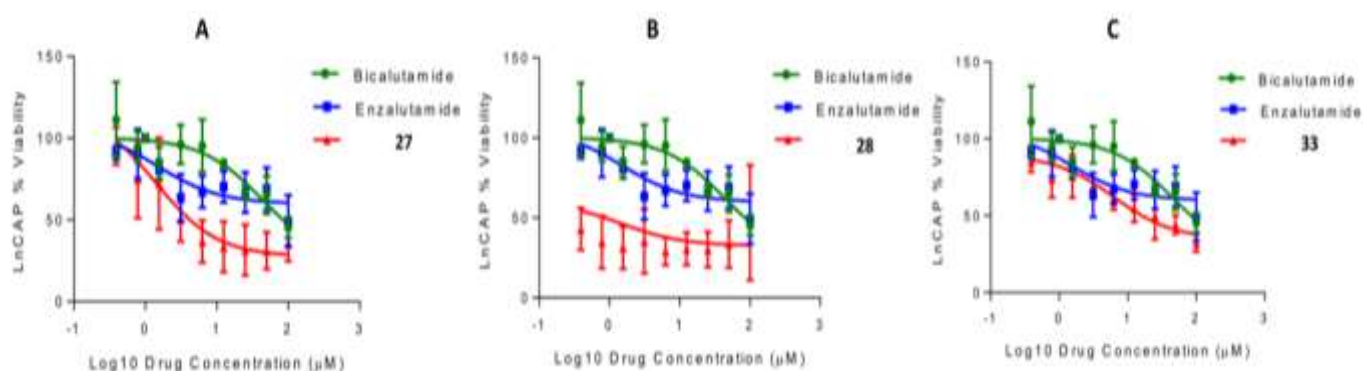 A
LnCAP % Viability
150
100
50
0
-1
0
1
2
3
Log10 Drug Concentration (µM)
Bicalutamide
Enzalutamide
27
B
LnCAP % Viability
150
100
50
0
-1
0
1
2
3
Log10 Drug Concentration (µM)
Bicalutamide
Enzalutamide
28
C
LnCAP % Viability
150
100
50
0
-1
0
1
2
3
Log10 Drug Concentration (µM)
Bicalutamide
Enzalutamide
33